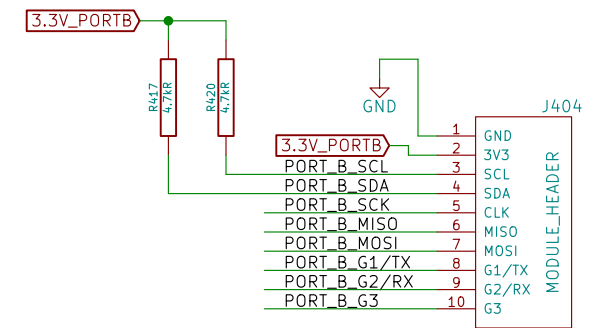 3.3V_PORTB
R417
4.7kR
R420
4.7kR
GND
J404
3.3V_PORTB
MODULE_HEADER
1 GND
2 3V3
PORT_B_SCL 3 SCL
PORT_B_SDA 4 SDA
PORT_B_SCK 5 CLK
PORT_B_MISO 6 MISO
PORT_B_MOSI 7 MOSI
PORT_B_G1/TX 8 G1/TX
PORT_B_G2/RX 9 G2/RX
PORT_B_G3 10 G3